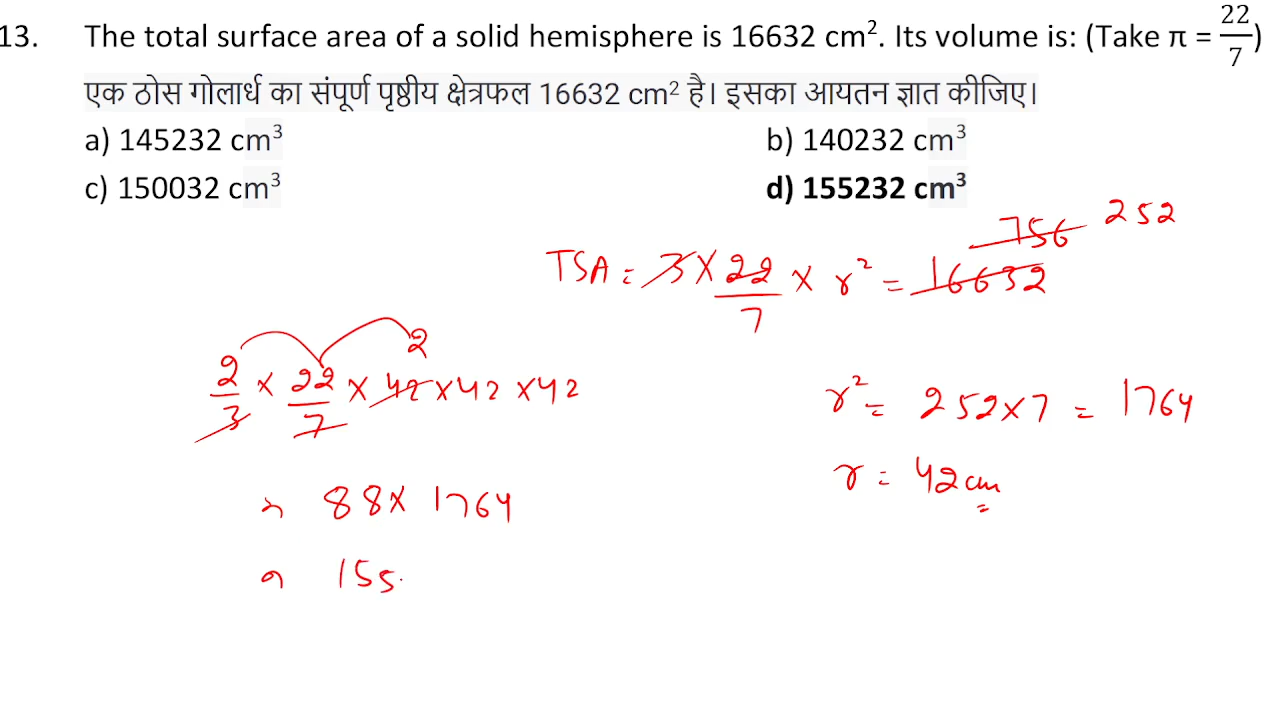 13. The total surface area of a solid hemisphere is 16632 cm². Its volume is: (Take π = 22/7)
एक ठोस गोलार्ध का संपूर्ण पृष्ठीय क्षेत्रफल 16632 cm² है। इसका आयतन ज्ञात कीजिए।
a) 145232 cm³ b) 140232 cm³
c) 150032 cm³ d) 155232 cm³
756 252
TSA = 3 × 22/7 × r² = 16632
2
2/3 × 22/7 × 42 × 42 × 42
r² = 252 × 7 = 1764
r = 42 cm
= 88 × 1764
= 155